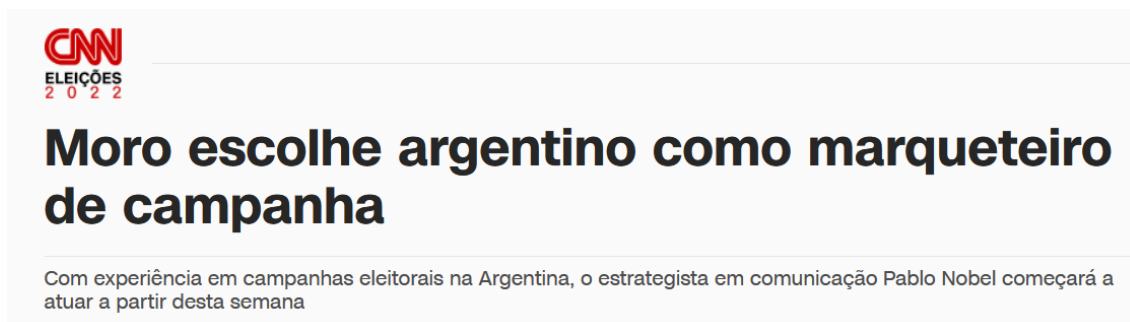 CNN
ELEIÇÕES
2022
Moro escolhe argentino como marqueteiro
de campanha
Com experiência em campanhas eleitorais na Argentina, o estrategista em comunicação Pablo Nobel começará a
atuar a partir desta semana